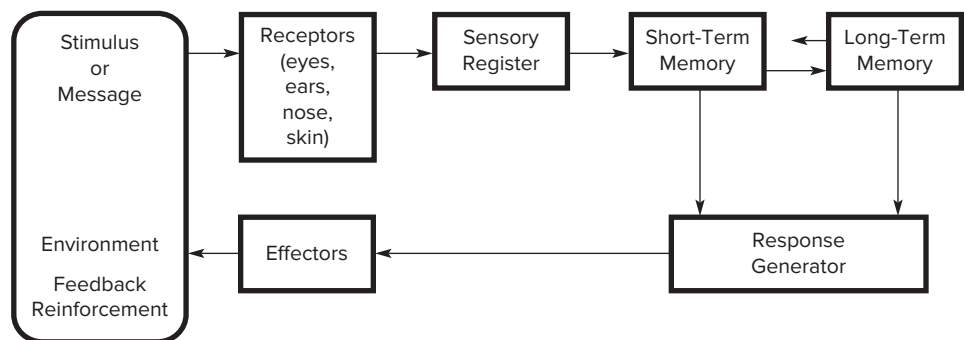 Stimulus
or
Message
Receptors
(eyes,
ears,
nose,
skin)
Sensory
Register
Short-Term
Memory
Long-Term
Memory
Environment
Feedback
Reinforcement
Effectors
Response
Generator